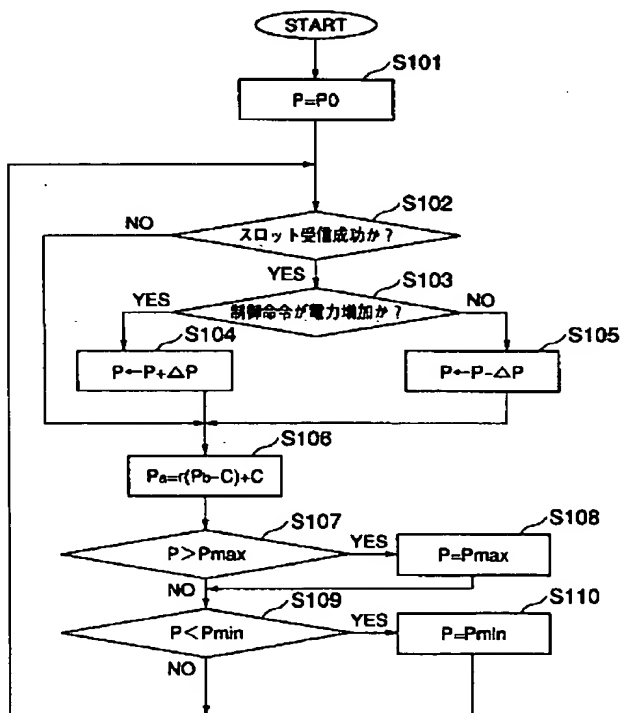 START
S101
P=P0
S102
NO
スロット受信成功か？
YES
S103
YES
制御命令が電力増加か？
NO
S104
P←P+△P
S105
P←P-△P
S106
Pa=r(Pb-C)+C
S107
P>Pmax
YES
S108
P=Pmax
NO
S109
P<Pmin
YES
S110
P=Pmin
NO